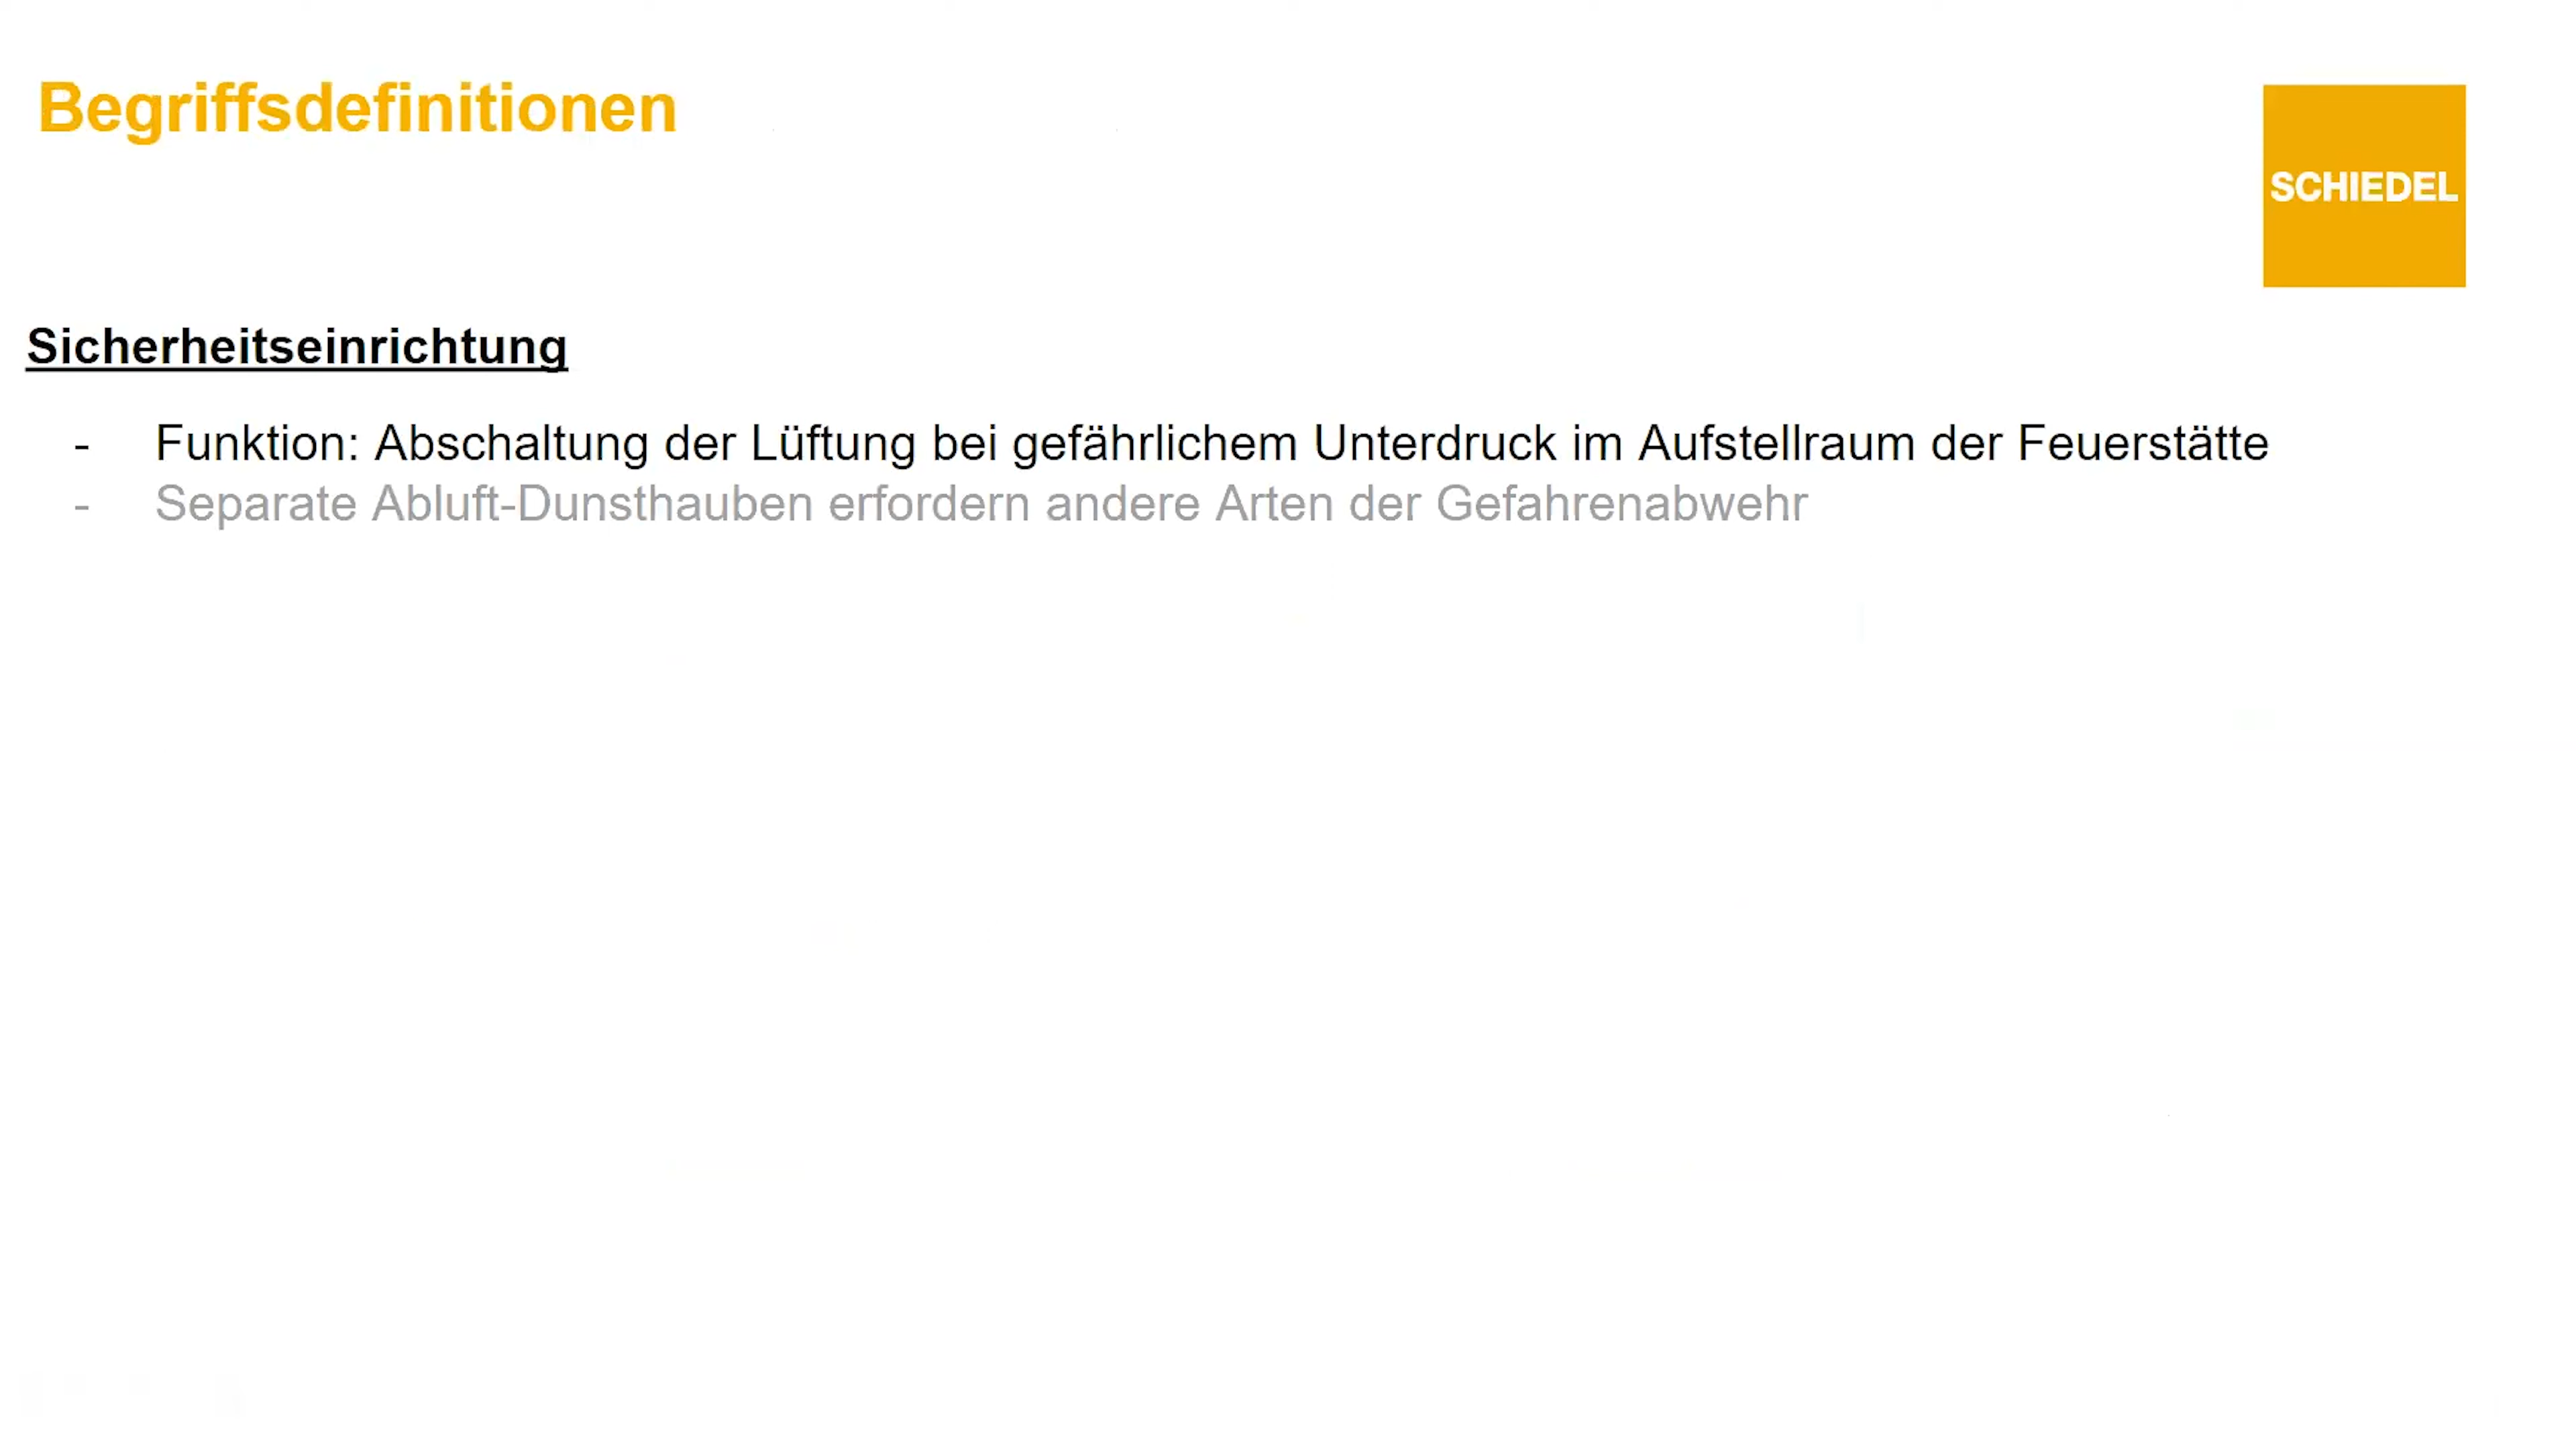 Begriffsdefinitionen
SCHIEDEL
Sicherheitseinrichtung
- Funktion: Abschaltung der Lüftung bei gefährlichem Unterdruck im Aufstellraum der Feuerstätte
- Separate Abluft-Dunsthauben erfordern andere Arten der Gefahrenabwehr